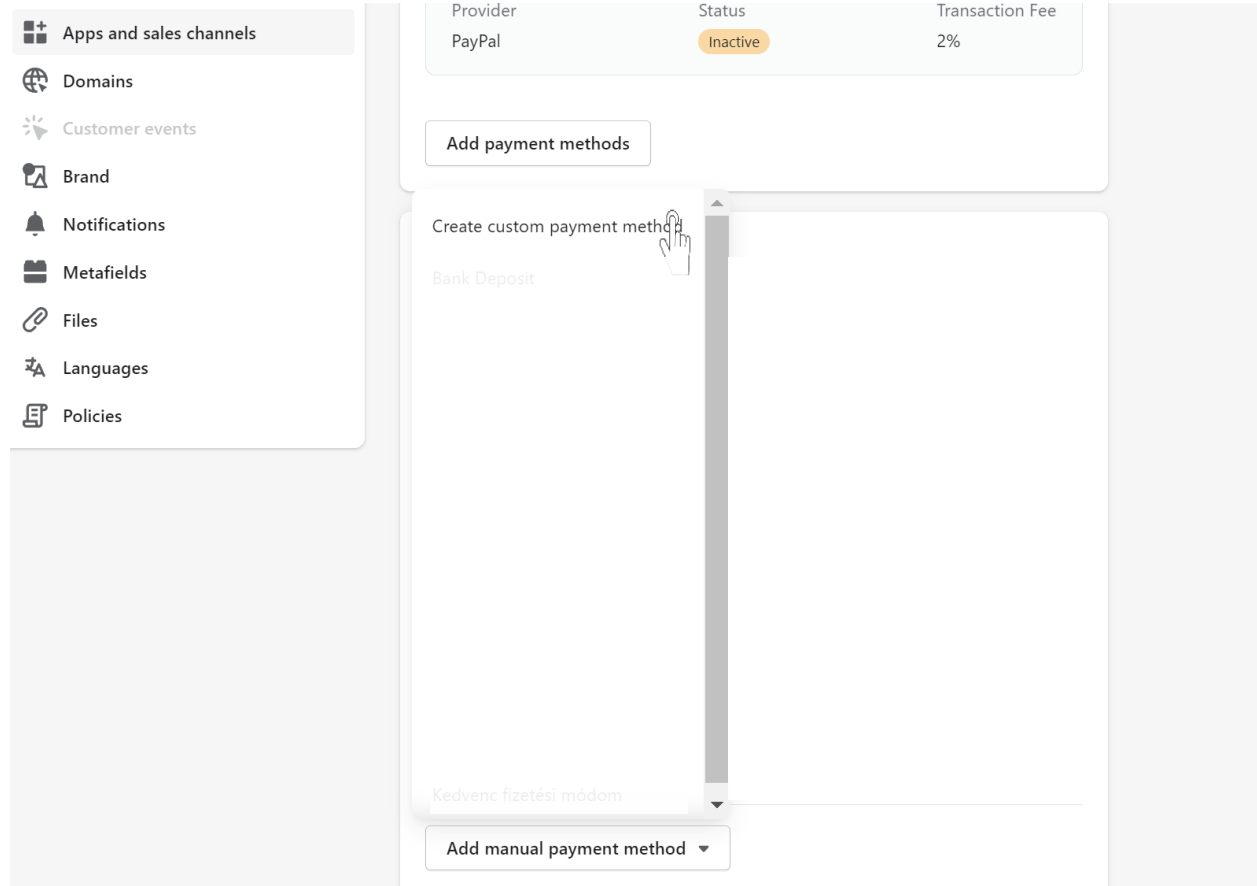 Apps and sales channels
Domains
Customer events
Brand
Notifications
Metafields
Files
Languages
Policies
Provider Status Transaction Fee
PayPal Inactive 2%
Add payment methods
Create custom payment method
Bank Deposit
Kedvenc fizetési módom
Add manual payment method